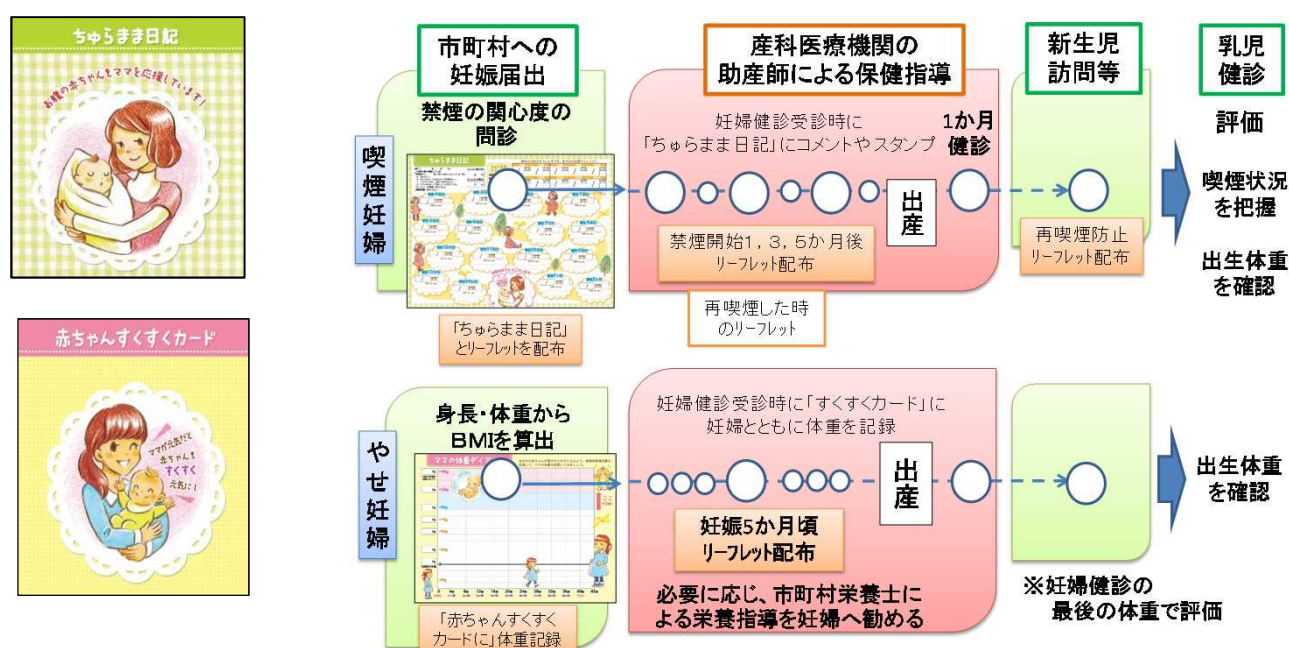 ちゅらまま日記
お腹の赤ちゃんもママを応援しています!
赤ちゃんすくすくカード
ママが元気だと
赤ちゃんも
すくすく
元気に!
市町村への
妊娠届出
産科医療機関の
助産師による保健指導
新生児
訪問等
乳児
健診
喫煙妊婦
禁煙の関心度の
問診
ちゅらまま日記
「ちゅらまま日記」
とリーフレットを配布
妊婦健診受診時に
「ちゅらまま日記」にコメントやスタンプ
1か月
健診
出産
禁煙開始1,3,5か月後
リーフレット配布
再喫煙した時
のリーフレット
再喫煙防止
リーフレット配布
評価
喫煙状況
を把握
出生体重
を確認
やせ妊婦
身長・体重から
BMIを算出
ママの体重ダイア
「赤ちゃんすくすく
カードに」体重記録
妊婦健診受診時に「すくすくカード」に
妊婦とともに体重を記録
出産
妊娠5か月頃
リーフレット配布
必要に応じ、市町村栄養士に
よる栄養指導を妊婦へ勧める
出生体重
を確認
※妊婦健診の
最後の体重で評価